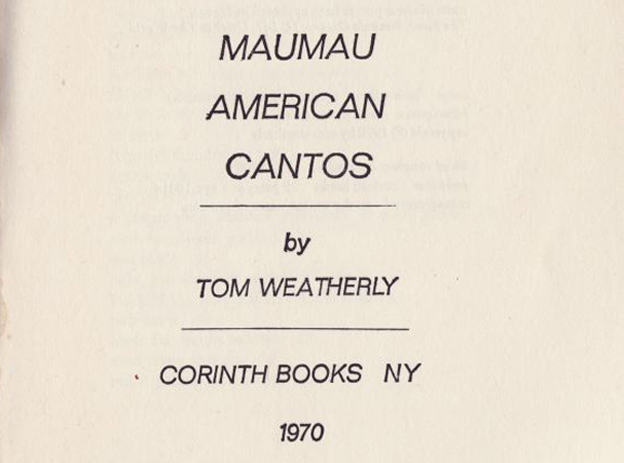 MAUMAU
AMERICAN
CANTOS
by
TOM WEATHERLY
CORINTH BOOKS NY
1970